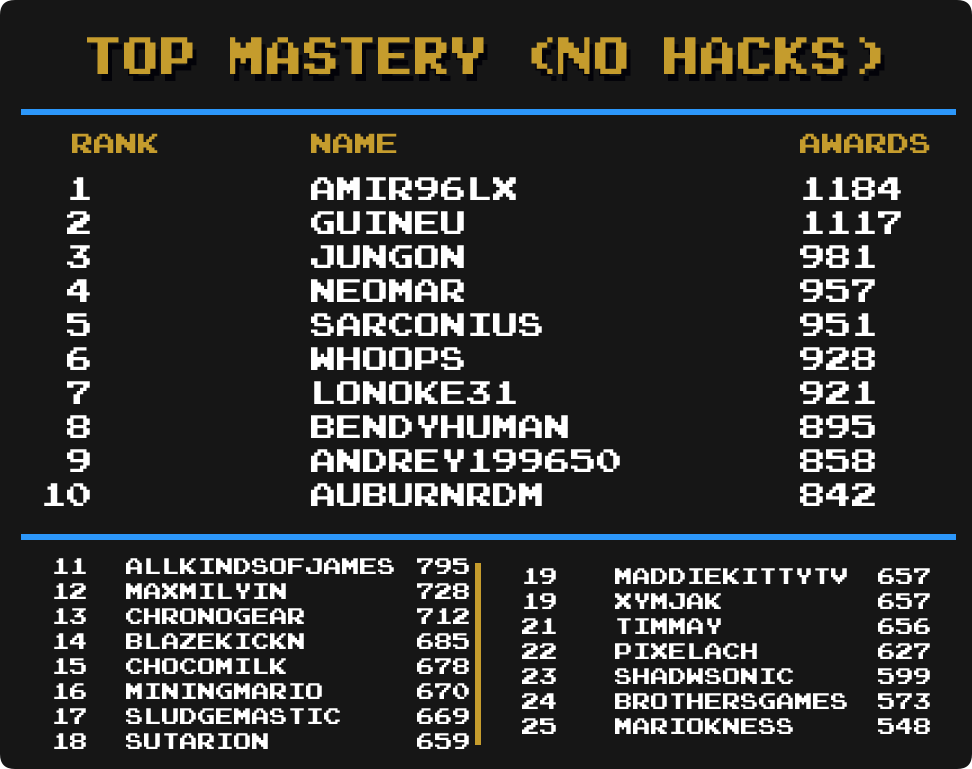 TOP MASTERY (NO HACKS)
RANK NAME AWARDS
1 AMIR96LX 1184
2 GUINEU 1117
3 JUNGON 981
4 NEOMAR 957
5 SARCONIUS 951
6 WHOOPS 928
7 LONOKE31 921
8 BENDYHUMAN 895
9 ANDREY199650 858
10 AUBURNRDM 842
11 ALLKINDSOFJAMES 795
12 MAXMILYIN 728
13 CHRONOGEAR 712
14 BLAZEKICKN 685
15 CHOCOMILK 678
16 MININGMARIO 670
17 SLUDGEMASTIC 669
18 SUTARION 659
19 MADDIEKITTYTV 657
19 XYMJAK 657
21 TIMMAY 656
22 PIXELACH 627
23 SHADWSONIC 599
24 BROTHERSGAMES 573
25 MARIOKNESS 548